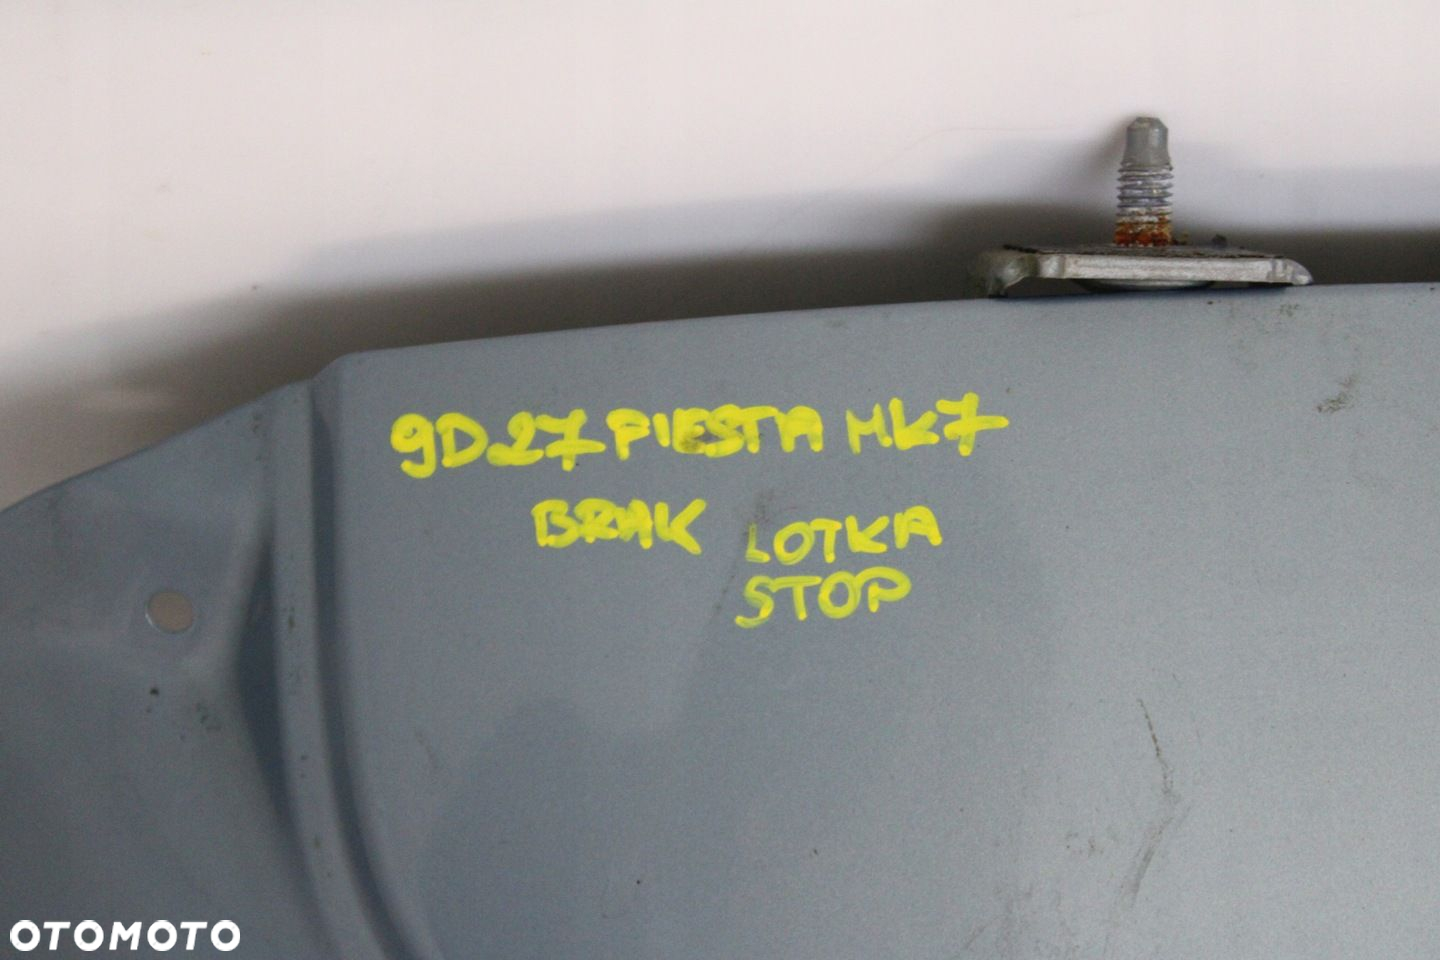 9D27 FIESTA MK7
BRAK LOTKA
STOP
OTOMOTO